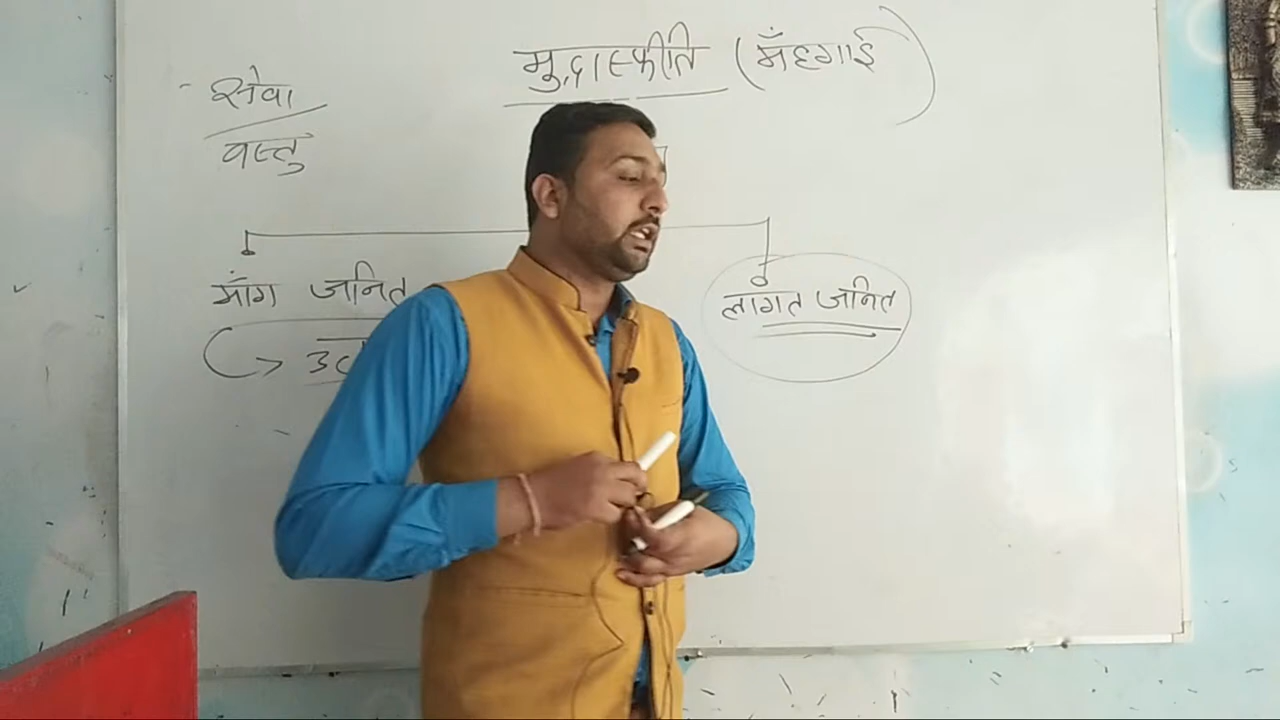 मुद्रास्फीति (मँहगाई)
सेवा
वस्तु
माँग जनित
लागत जनित